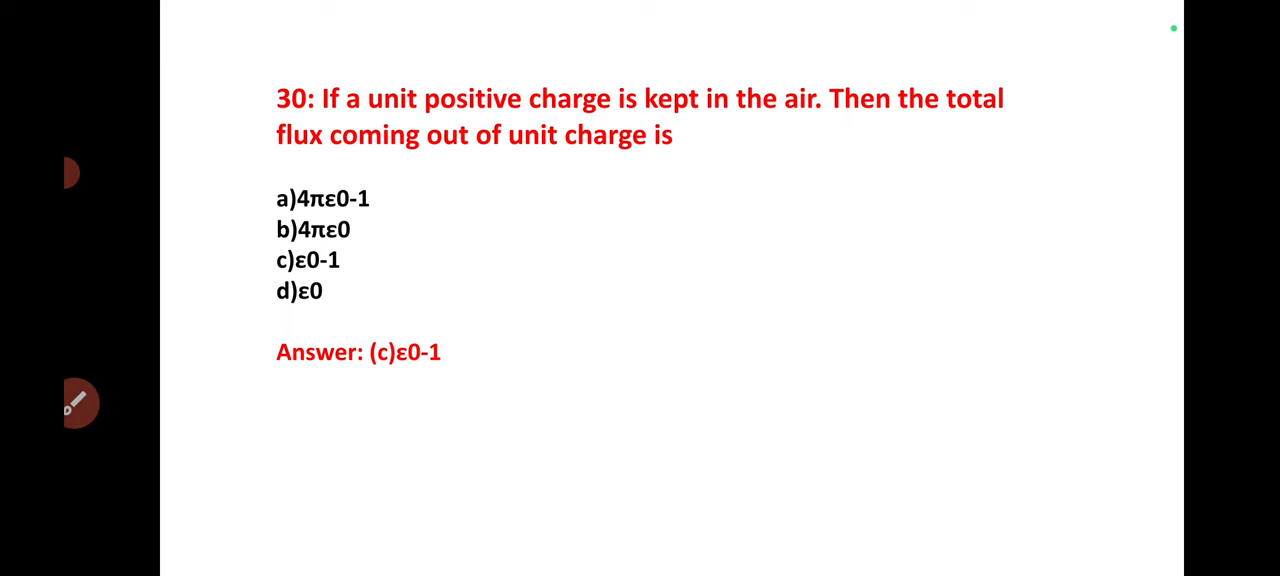 30: If a unit positive charge is kept in the air. Then the total
flux coming out of unit charge is
a)4πε0-1
b)4πε0
c)ε0-1
d)ε0
Answer: (c)ε0-1